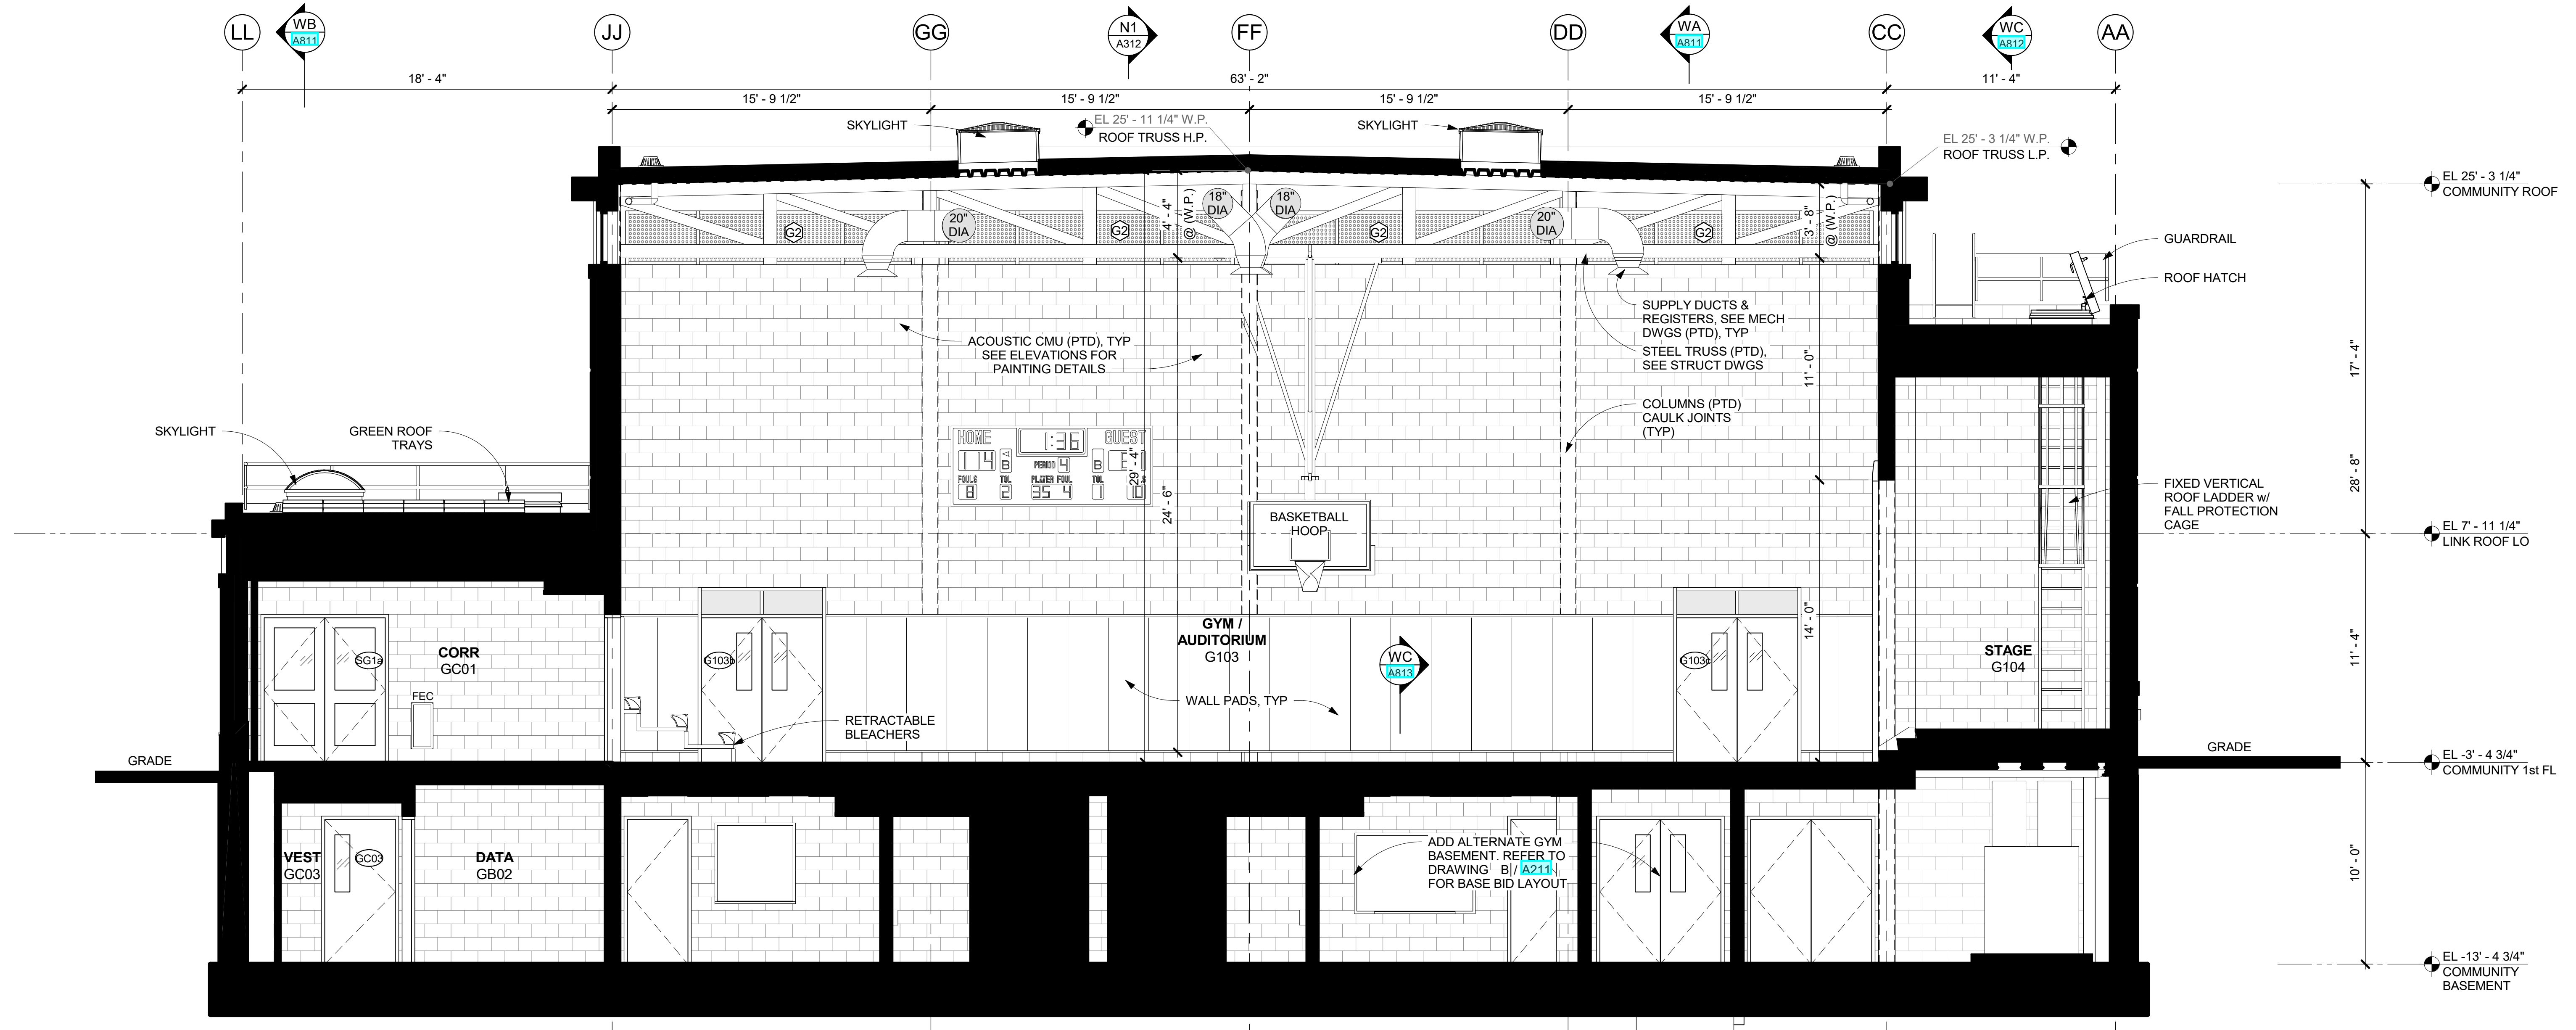 LL
WB
A811
JJ
GG
N1
A312
FF
DD
WA
A811
CC
WC
A812
AA
18' - 4"
63' - 2"
11' - 4"
15' - 9 1/2"
15' - 9 1/2"
15' - 9 1/2"
15' - 9 1/2"
SKYLIGHT
EL 25' - 11 1/4" W.P.
ROOF TRUSS H.P.
SKYLIGHT
EL 25' - 3 1/4" W.P.
ROOF TRUSS L.P.
EL 25' - 3 1/4"
COMMUNITY ROOF
20"
DIA
18"
DIA
18"
DIA
20"
DIA
G2
G2
G2
G2
4' - 4"
@ (W.P.)
3' - 8"
@ (W.P.)
GUARDRAIL
ROOF HATCH
SUPPLY DUCTS &
REGISTERS, SEE MECH
DWGS (PTD), TYP
STEEL TRUSS (PTD),
SEE STRUCT DWGS
ACOUSTIC CMU (PTD), TYP
SEE ELEVATIONS FOR
PAINTING DETAILS
11' - 0"
17' - 4"
COLUMNS (PTD)
CAULK JOINTS
(TYP)
SKYLIGHT
GREEN ROOF
TRAYS
HOME
1:36
GUEST
114
B
PERIOD
4
B
FOULS
TOL
PLAYER FOUL
TOL
8
2
35
4
1
10
29' - 4"
24' - 6"
28' - 8"
FIXED VERTICAL
ROOF LADDER w/
FALL PROTECTION
CAGE
BASKETBALL
HOOP
EL 7' - 11 1/4"
LINK ROOF LO
GYM /
AUDITORIUM
G103
14' - 0"
11' - 4"
SG1a
CORR
GC01
G103b
WC
A813
G103c
STAGE
G104
FEC
WALL PADS, TYP
RETRACTABLE
BLEACHERS
GRADE
GRADE
EL -3' - 4 3/4"
COMMUNITY 1st FL
VEST
GC03
GC03
DATA
GB02
ADD ALTERNATE GYM
BASEMENT. REFER TO
DRAWING B / A211
FOR BASE BID LAYOUT
10' - 0"
EL -13' - 4 3/4"
COMMUNITY
BASEMENT